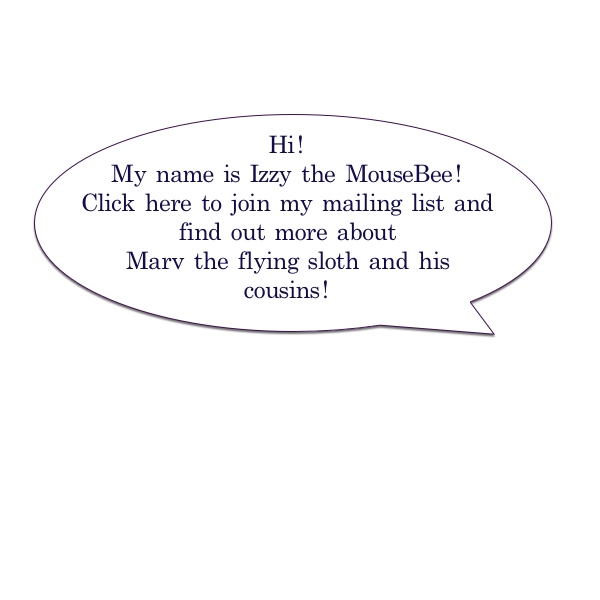 Hi!
My name is Izzy the MouseBee!
Click here to join my mailing list and
find out more about
Marv the flying sloth and his
cousins!